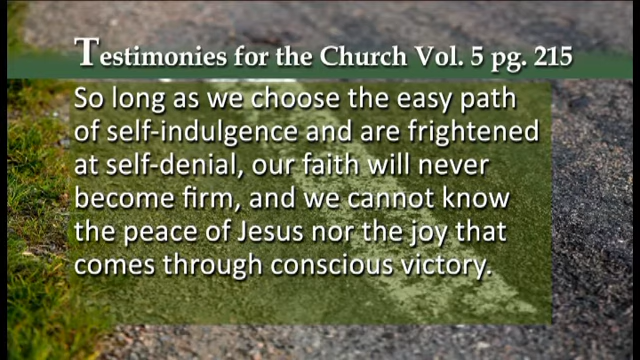 Testimonies for the Church Vol. 5 pg. 215
So long as we choose the easy path
of self-indulgence and are frightened
at self-denial, our faith will never
become firm, and we cannot know
the peace of Jesus nor the joy that
comes through conscious victory.